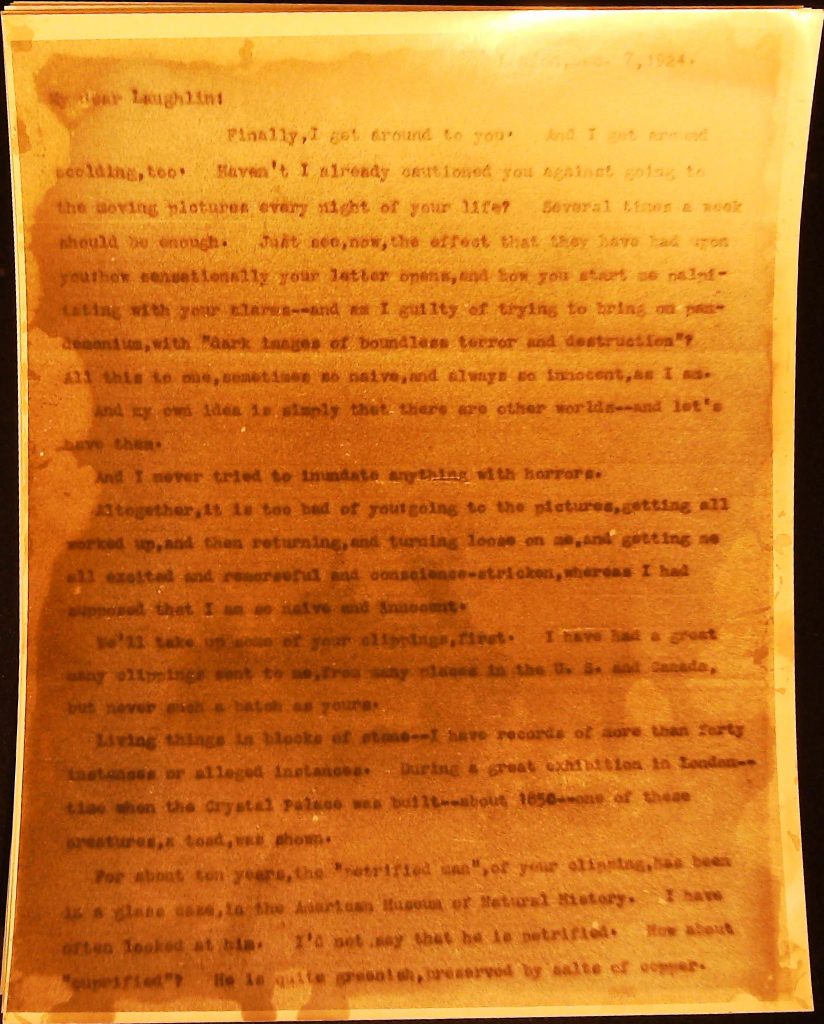 London, Dec. 7,1924.
My dear Laughlin:
Finally,I get around to you. And I get around
scolding,too. Haven't I already cautioned you against going to
the moving pictures every night of your life? Several times a week
should be enough. Just see,now,the effect that they have had upon
you:how sensationally your letter opens,and how you start me palpi-
tating with your alarms--and am I guilty of trying to bring on pan-
demonium,with "dark images of boundless terror and destruction"?
All this to one,sometimes so naive,and always so innocent,as I am.
And my own idea is simply that there are other worlds--and let's
have them.
And I never tried to inundate anything with horrors.
Altogether,it is too bad of you:going to the pictures,getting all
worked up,and then returning,and turning loose on me,and getting me
all excited and remorseful and conscience-stricken,whereas I had
supposed that I am so naive and innocent.
We'll take up some of your clippings,first. I have had a great
many clippings sent to me,from many places in the U. S. and Canada,
but never such a batch as yours.
Living things in blocks of stone--I have records of more than forty
instances or alleged instances. During a great exhibition in London--
time when the Crystal Palace was built--about 1850--one of these
creatures,a toad,was shown.
For about ten years,the "petrified man",of your clipping,has been
in a glass case,in the American Museum of Natural History. I have
often looked at him. I'd not say that he is petrified. How about
"cuprified"? He is quite greenish,preserved by salts of copper.